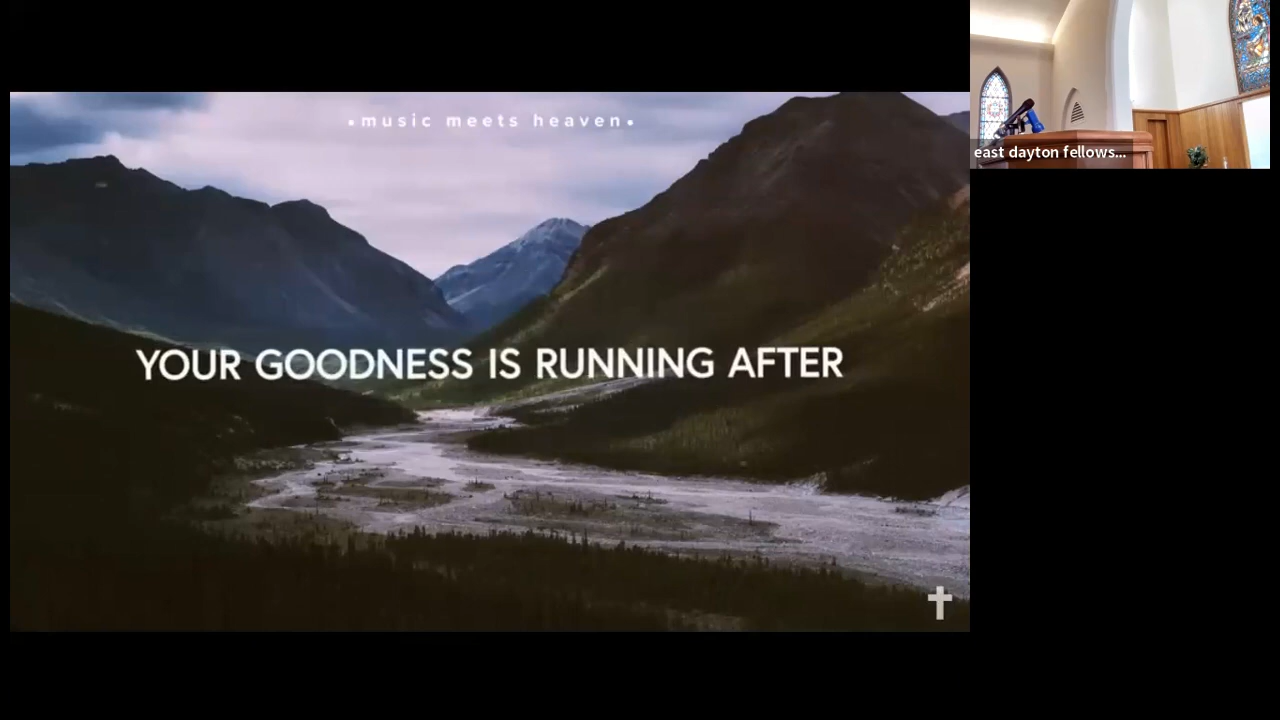 •music meets heaven•
east dayton fellows...
YOUR GOODNESS IS RUNNING AFTER